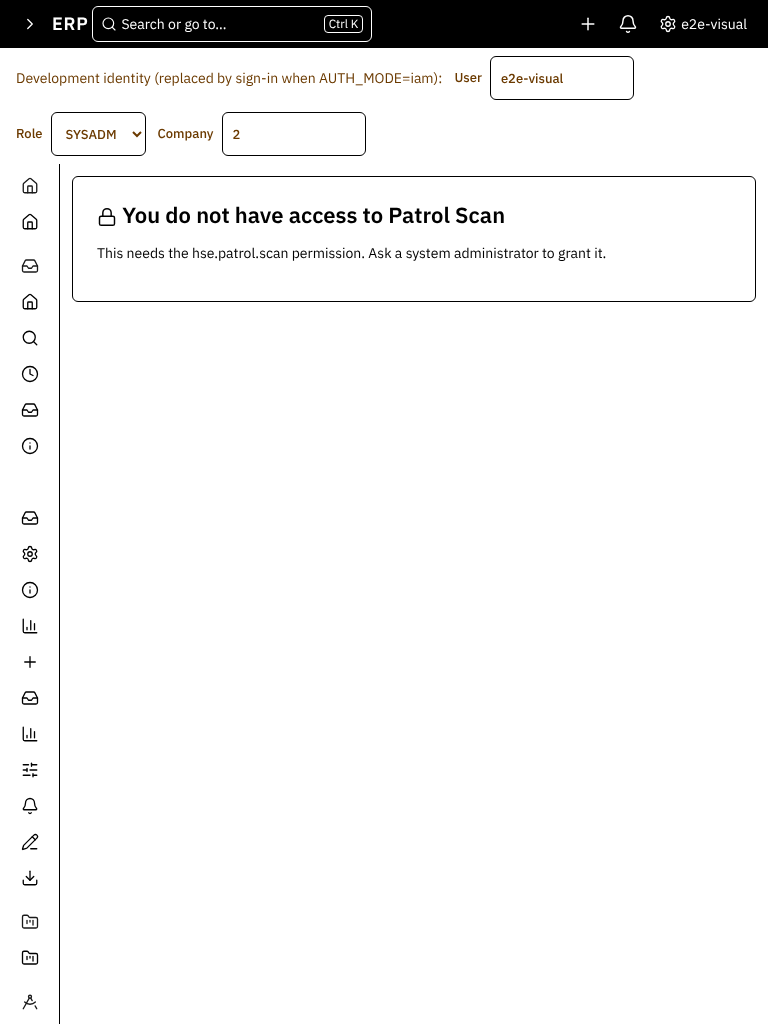 ERP Search or go to... Ctrl K e2e-visual
Development identity (replaced by sign-in when AUTH_MODE=iam): User e2e-visual
Role SYSADM Company 2
You do not have access to Patrol Scan
This needs the hse.patrol.scan permission. Ask a system administrator to grant it.